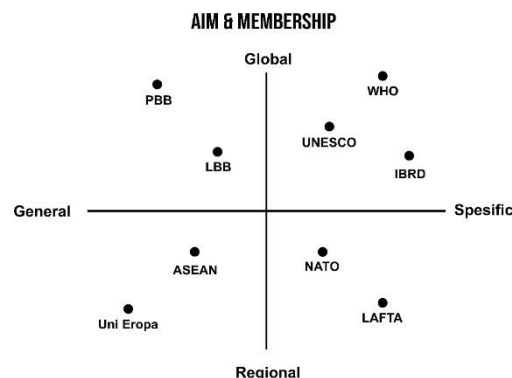 AIM & MEMBERSHIP
Global
PBB
WHO
UNESCO
LBB
IBRD
General
Spesific
ASEAN
NATO
Uni Eropa
LAFTA
Regional